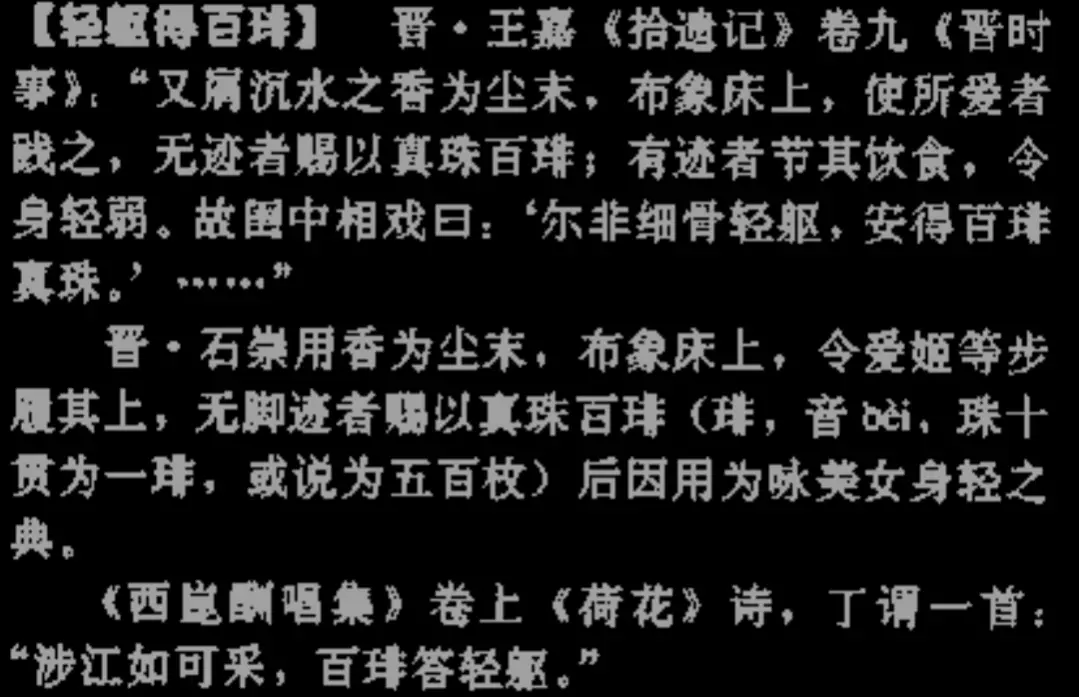 【轻躯得百琲】 晋·王嘉《拾遗记》卷九《晋时
事》:“又屑沉水之香为尘末，布象床上，使所爱者
践之，无迹者赐以真珠百琲；有迹者节其饮食，令
身轻弱。故闺中相戏曰：‘尔非细骨轻躯，安得百琲
真珠。’……”
晋·石崇用香为尘末，布象床上，令爱姬等步
履其上，无脚迹者赐以真珠百琲（琲，音bèi，珠十
贯为一琲，或说为五百枚）后因用为咏美女身轻之
典。
《西崑酬唱集》卷上《荷花》诗，丁谓一首：
“涉江如可采，百琲答轻躯。”